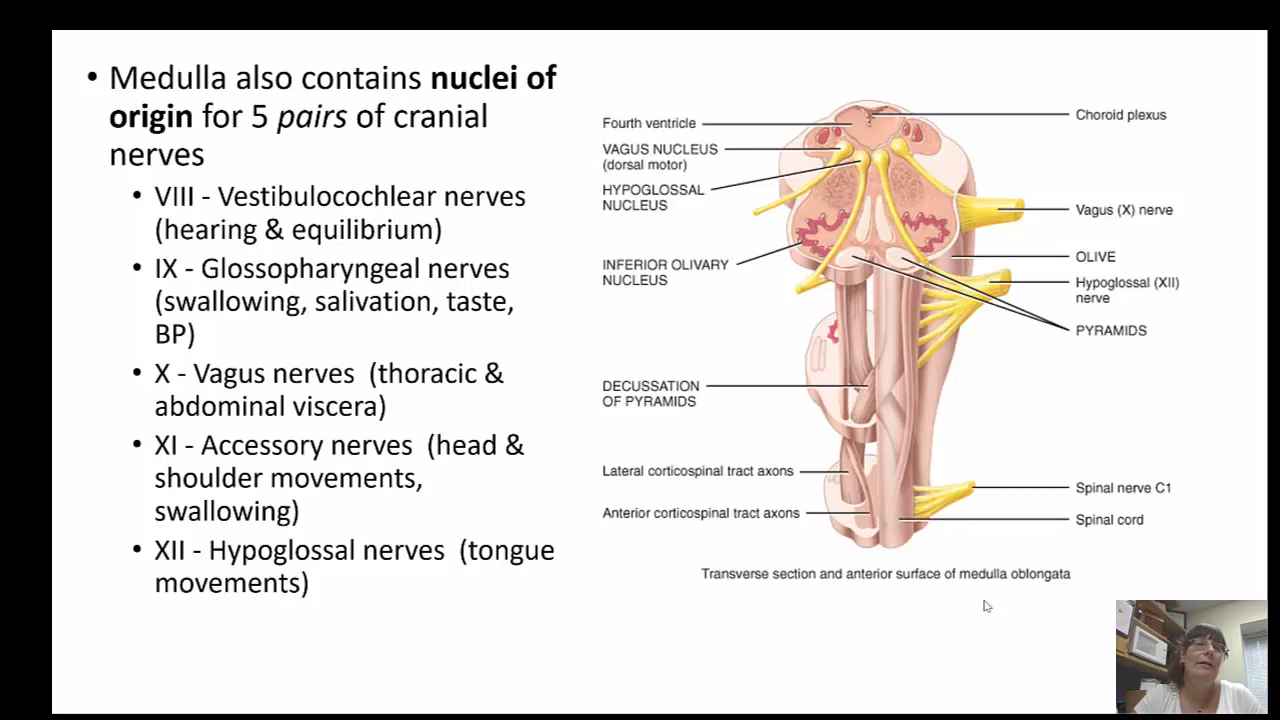 • Medulla also contains nuclei of
origin for 5 pairs of cranial
nerves
• VIII - Vestibulocochlear nerves
(hearing & equilibrium)
• IX - Glossopharyngeal nerves
(swallowing, salivation, taste,
BP)
• X - Vagus nerves (thoracic &
abdominal viscera)
• XI - Accessory nerves (head &
shoulder movements,
swallowing)
• XII - Hypoglossal nerves (tongue
movements)
Fourth ventricle
VAGUS NUCLEUS
(dorsal motor)
HYPOGLOSSAL
NUCLEUS
INFERIOR OLIVARY
NUCLEUS
DECUSSATION
OF PYRAMIDS
Lateral corticospinal tract axons
Anterior corticospinal tract axons
Choroid plexus
Vagus (X) nerve
OLIVE
Hypoglossal (XII)
nerve
PYRAMIDS
Spinal nerve C1
Spinal cord
Transverse section and anterior surface of medulla oblongata